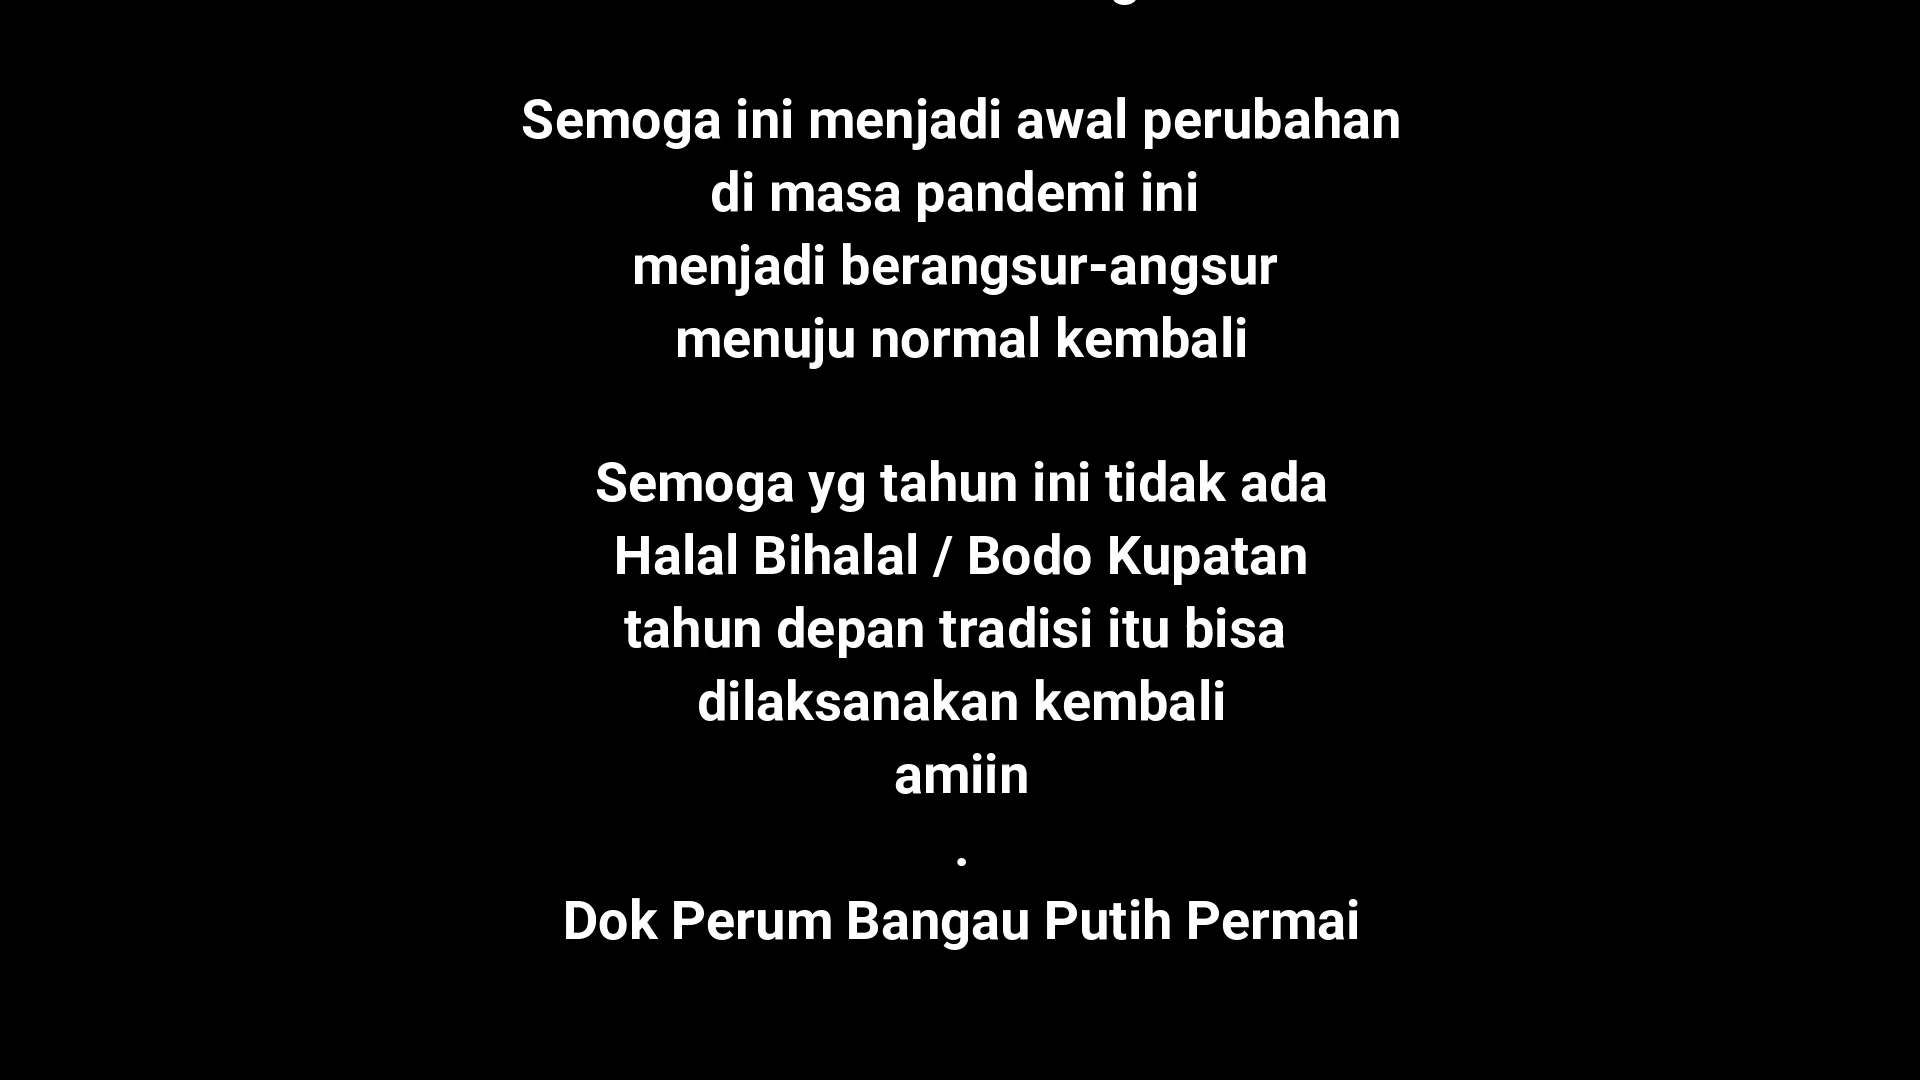 Semoga ini menjadi awal perubahan
di masa pandemi ini
menjadi berangsur-angsur
menuju normal kembali
Semoga yg tahun ini tidak ada
Halal Bihalal / Bodo Kupatan
tahun depan tradisi itu bisa
dilaksanakan kembali
amiin
.
Dok Perum Bangau Putih Permai